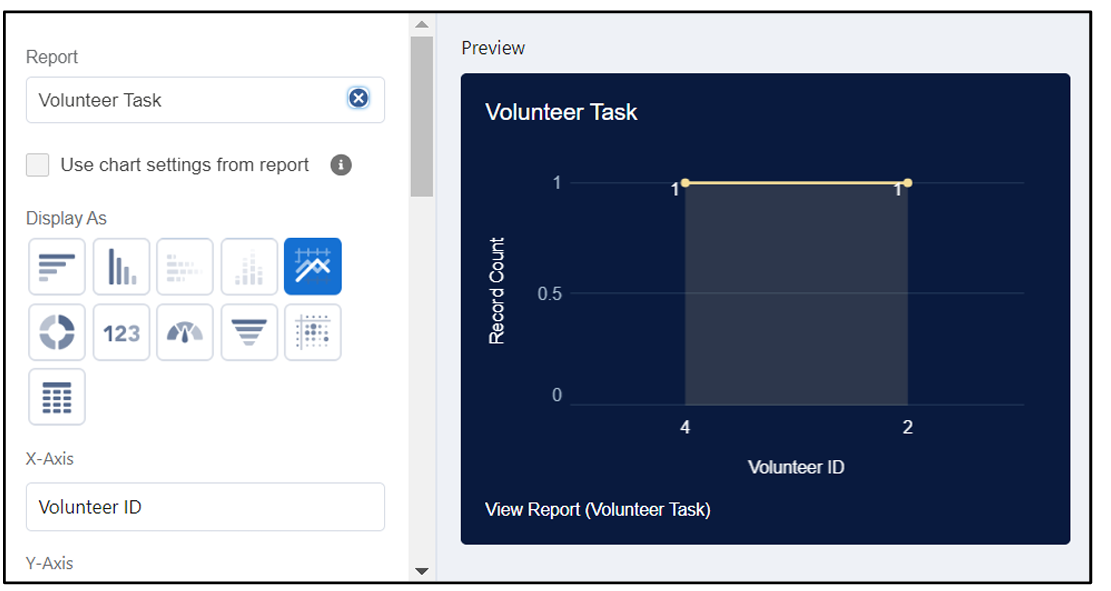 Report
Volunteer Task
Use chart settings from report
Display As
123
X-Axis
Volunteer ID
Y-Axis
Preview
Volunteer Task
1
0.5
0
Record Count
1
1
4
2
Volunteer ID
View Report (Volunteer Task)